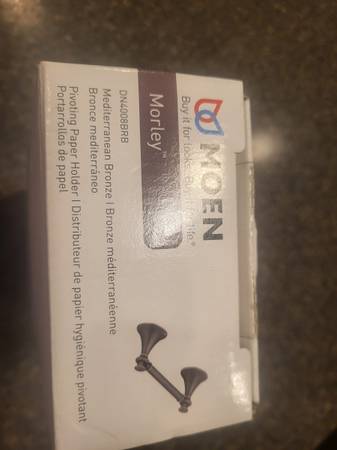 MOEN
Buy it for looks. Buy it for life.®
Morley™
DN4008BRB
Mediterranean Bronze | Bronze méditerranéenne
Bronce mediterráneo
Pivoting Paper Holder | Distributeur de papier hygiénique pivotant
Portarrollos de papel